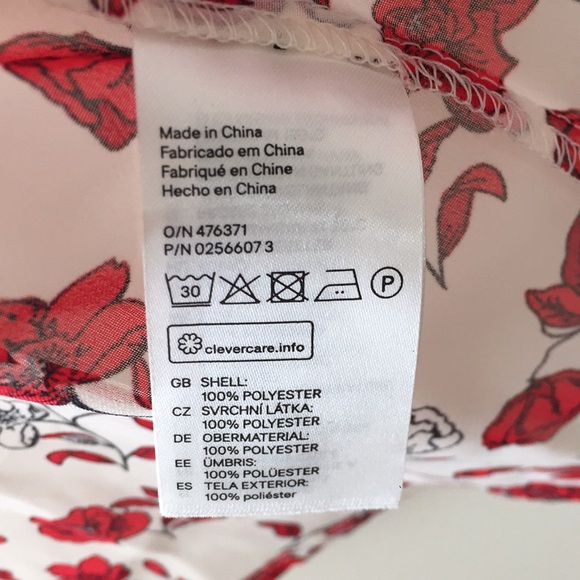 Made in China
Fabricado em China
Fabriqué en Chine
Hecho en China
O/N 476371
P/N 0256607 3
30
P
clevercare.info
GB SHELL:
100% POLYESTER
CZ SVRCHNÍ LÁTKA:
100% POLYESTER
DE OBERMATERIAL:
100% POLYESTER
EE ÜMBRIS:
100% POLÜESTER
ES TELA EXTERIOR:
100% poliéster